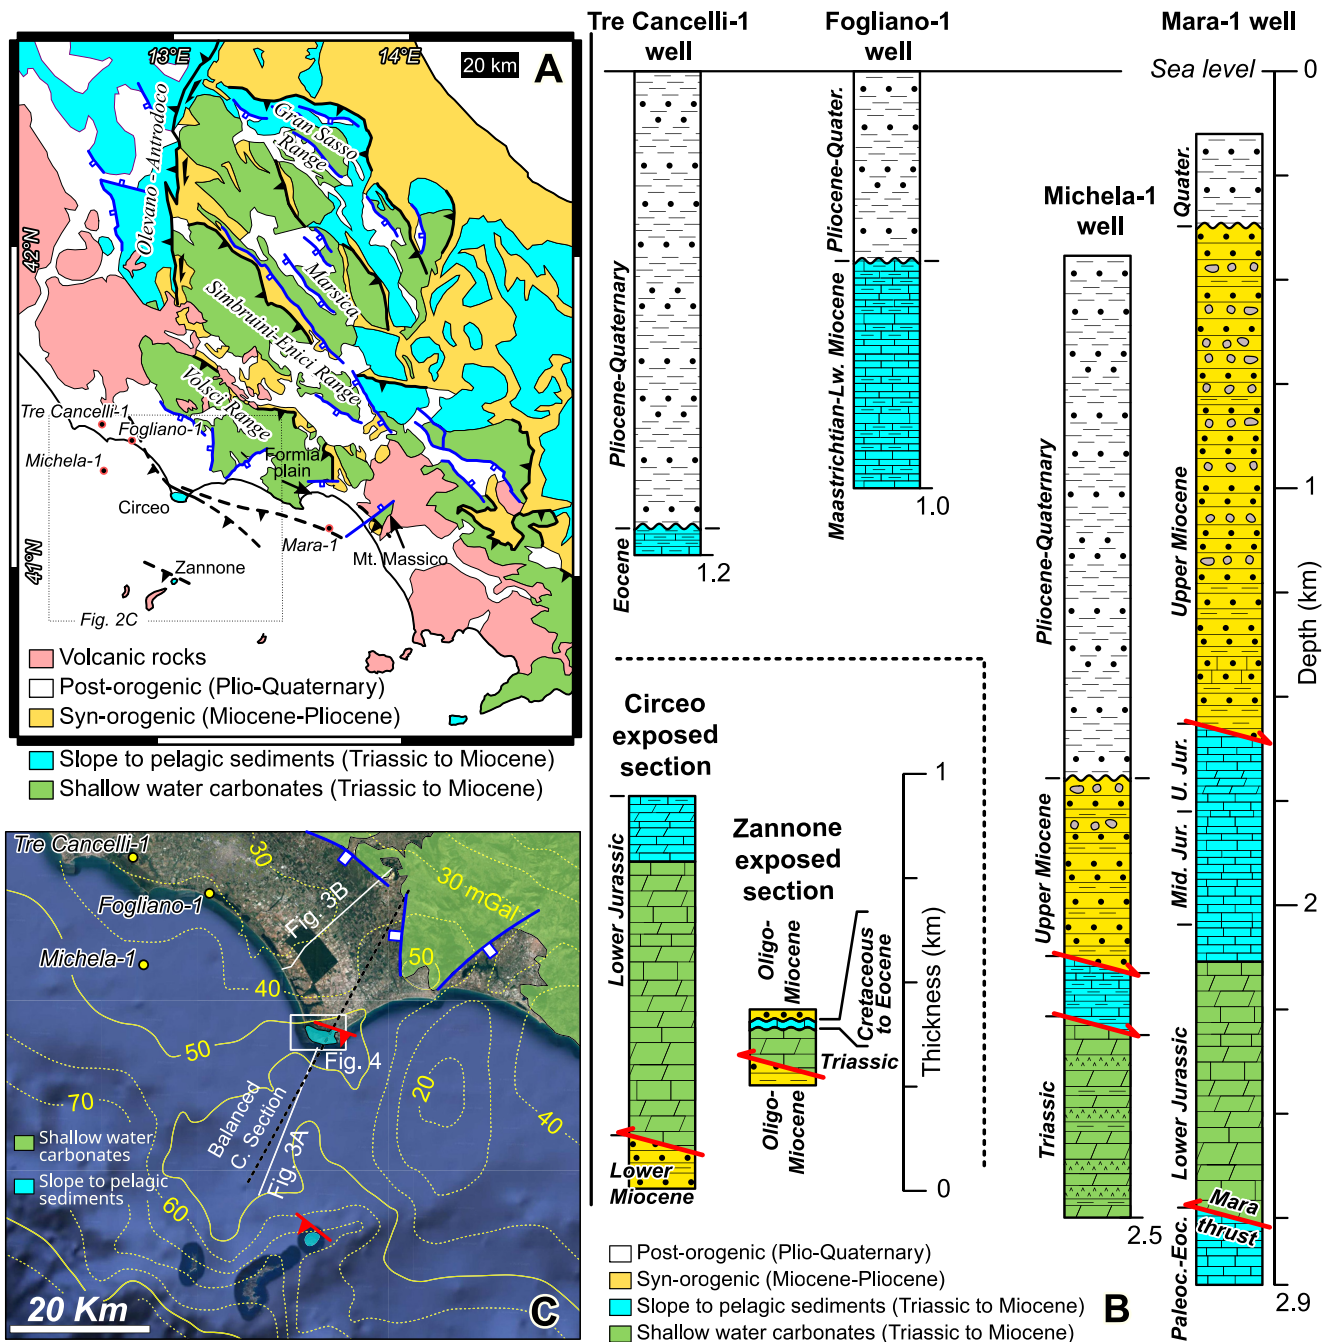 13°E
14°E
20 km
A
42°N
41°N
Olevano - Antrodoco
Gran Sasso
Range
Marsica
Simbruini-Enici Range
Volsci Range
Tre Cancelli-1
Fogliano-1
Michela-1
Formia
plain
Circeo
Mara-1
Mt. Massico
Zannone
Fig. 2C
Volcanic rocks
Post-orogenic (Plio-Quaternary)
Syn-orogenic (Miocene-Pliocene)
Slope to pelagic sediments (Triassic to Miocene)
Shallow water carbonates (Triassic to Miocene)
Tre Cancelli-1
well
Pliocene-Quaternary
Eocene
1.2
Fogliano-1
well
Pliocene-Quater.
Maastrichtian-Lw. Miocene
1.0
Michela-1
well
Pliocene-Quaternary
Upper Miocene
Triassic
2.5
Mara-1 well
Sea level
0
1
2
Depth (km)
Quater.
Upper Miocene
U. Jur.
Mid. Jur.
Lower Jurassic
Paleoc.-Eoc.
Mara
thrust
2.9
Circeo
exposed
section
Lower Jurassic
Lower
Miocene
Zannone
exposed
section
Oligo-
Miocene
Cretaceous
to Eocene
Triassic
Oligo-
Miocene
1
Thickness (km)
0
Post-orogenic (Plio-Quaternary)
Syn-orogenic (Miocene-Pliocene)
Slope to pelagic sediments (Triassic to Miocene)
Shallow water carbonates (Triassic to Miocene)
B
Tre Cancelli-1
Fogliano-1
Michela-1
30
30 mGal
Fig. 3B
50
40
40
50
Fig. 4
20
70
40
Balanced
C. Section
Fig. 3A
60
Shallow water
carbonates
Slope to pelagic
sediments
20 Km
C